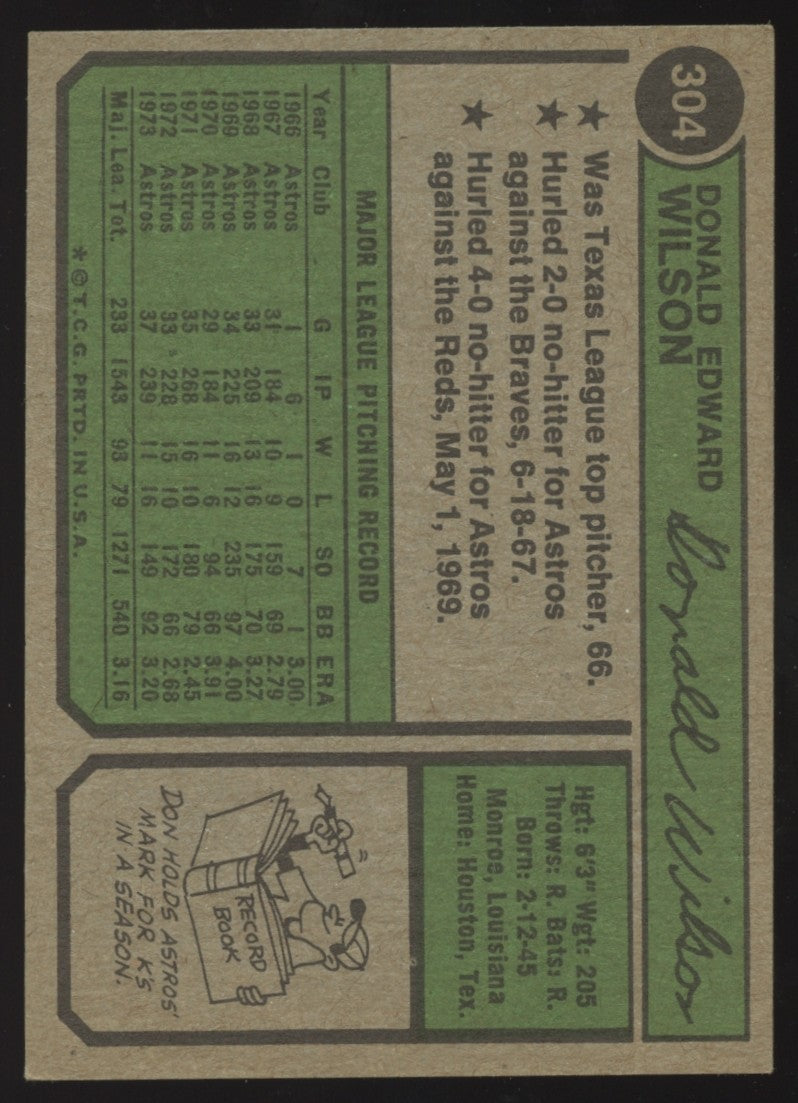 304
DONALD EDWARD
WILSON
Donald Wilson
★ Was Texas League top pitcher, 66.
★ Hurled 2-0 no-hitter for Astros
against the Braves, 6-18-67.
★ Hurled 4-0 no-hitter for Astros
against the Reds, May 1, 1969.
MAJOR LEAGUE PITCHING RECORD
Year Club G IP W L SO BB ERA
1966 Astros 1 6 1 0 7 1 3.00
1967 Astros 31 184 10 9 159 69 2.79
1968 Astros 33 209 13 16 175 70 3.27
1969 Astros 34 225 16 12 235 97 4.00
1970 Astros 29 184 11 6 94 66 3.91
1971 Astros 35 268 16 10 180 79 2.45
1972 Astros 33 228 15 10 172 66 2.68
1973 Astros 37 239 11 16 149 92 3.20
Maj. Lea. Tot. 233 1543 93 79 1271 540 3.16
* © T.C.G. PRTD. IN U.S.A.
Hgt: 6'3" Wgt: 205
Throws: R. Bats: R.
Born: 2-12-45
Monroe, Louisiana
Home: Houston, Tex.
RECORD
BOOK
DON HOLDS ASTROS'
MARK FOR K'S
IN A SEASON.